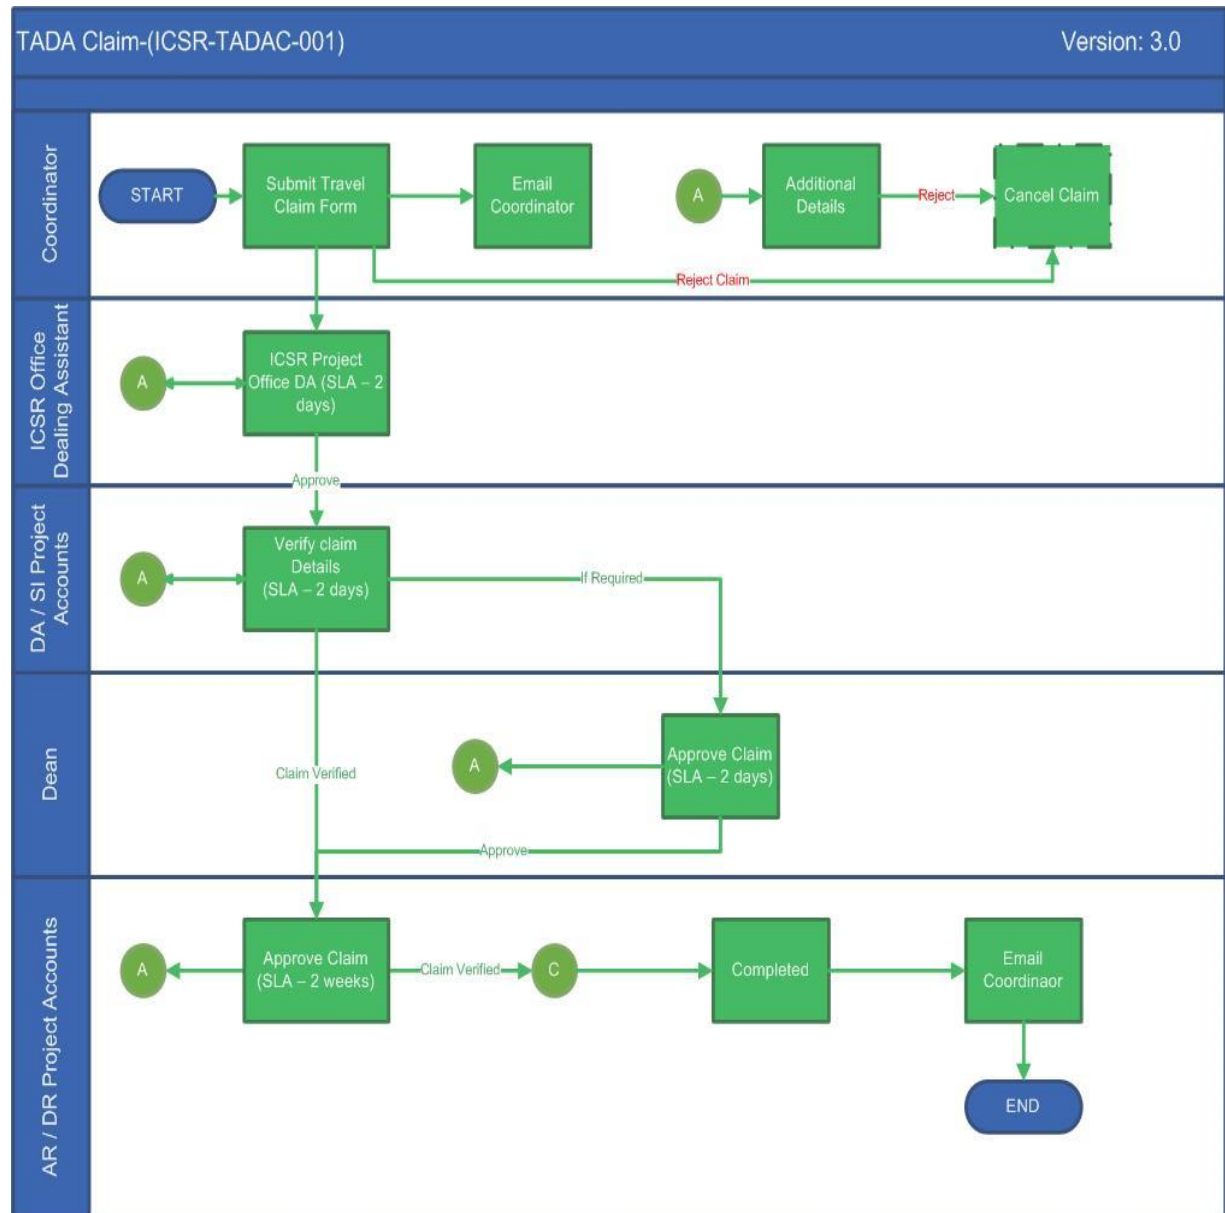 TADA Claim-(ICSR-TADAC-001)
Version: 3.0
Coordinator
START
Submit Travel
Claim Form
Email
Coordinator
A
Additional
Details
Reject
Cancel Claim
Reject Claim
ICSR Office
Dealing Assistant
A
ICSR Project
Office DA (SLA – 2
days)
Approve
DA / SI Project
Accounts
A
Verify claim
Details
(SLA – 2 days)
If Required
Dean
Claim Verified
A
Approve Claim
(SLA – 2 days)
Approve
AR / DR Project Accounts
A
Approve Claim
(SLA – 2 weeks)
Claim Verified
C
Completed
Email
Coordinaor
END